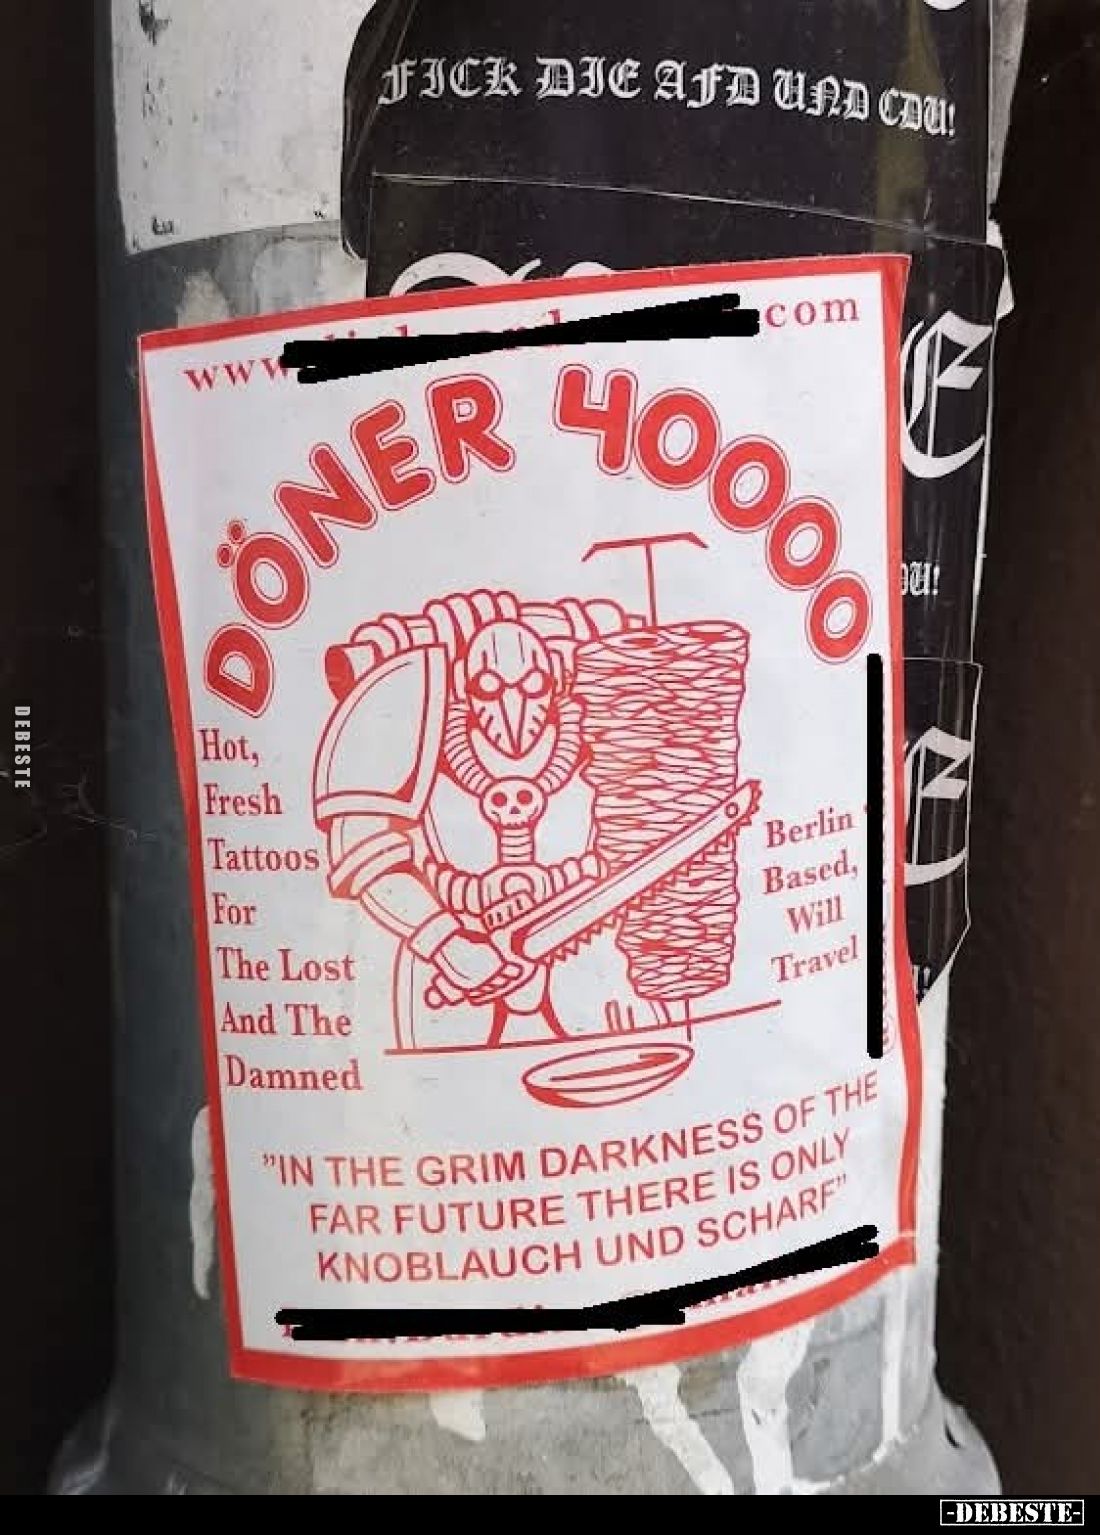 FICK DIE AFD UND CDU!
www
com
DÖNER 40000
E
DU!
Hot,
Fresh
Tattoos
For
The Lost
And The
Damned
Berlin
Based,
Will
Travel
"IN THE GRIM DARKNESS OF THE
FAR FUTURE THERE IS ONLY
KNOBLAUCH UND SCHARF"
DEBESTE
-DEBESTE-